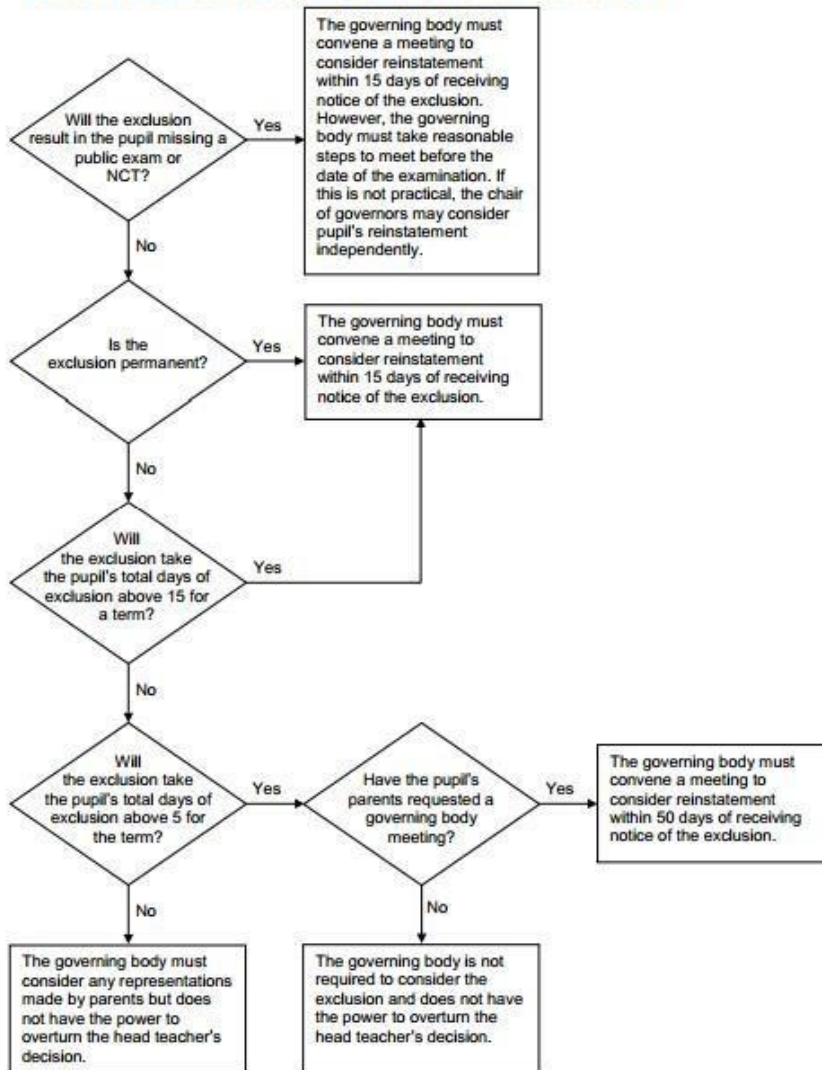 The governing body must
convene a meeting to
consider reinstatement
within 15 days of receiving
notice of the exclusion.
However, the governing
body must take reasonable
steps to meet before the
date of the examination. If
this is not practical, the chair
of governors may consider
pupil's reinstatement
independently.
Will the exclusion
result in the pupil missing a
public exam or
NCT?
Yes
No
Is the
exclusion permanent?
Yes
The governing body must
convene a meeting to
consider reinstatement
within 15 days of receiving
notice of the exclusion.
No
Will
the exclusion take
the pupil's total days of
exclusion above 15 for
a term?
Yes
No
Will
the exclusion take
the pupil's total days of
exclusion above 5 for
the term?
Yes
Have the pupil's
parents requested a
governing body
meeting?
Yes
The governing body must
convene a meeting to
consider reinstatement
within 50 days of receiving
notice of the exclusion.
No
No
The governing body must
consider any representations
made by parents but does
not have the power to
overturn the head teacher's
decision.
The governing body is not
required to consider the
exclusion and does not have
the power to overturn the
head teacher's decision.